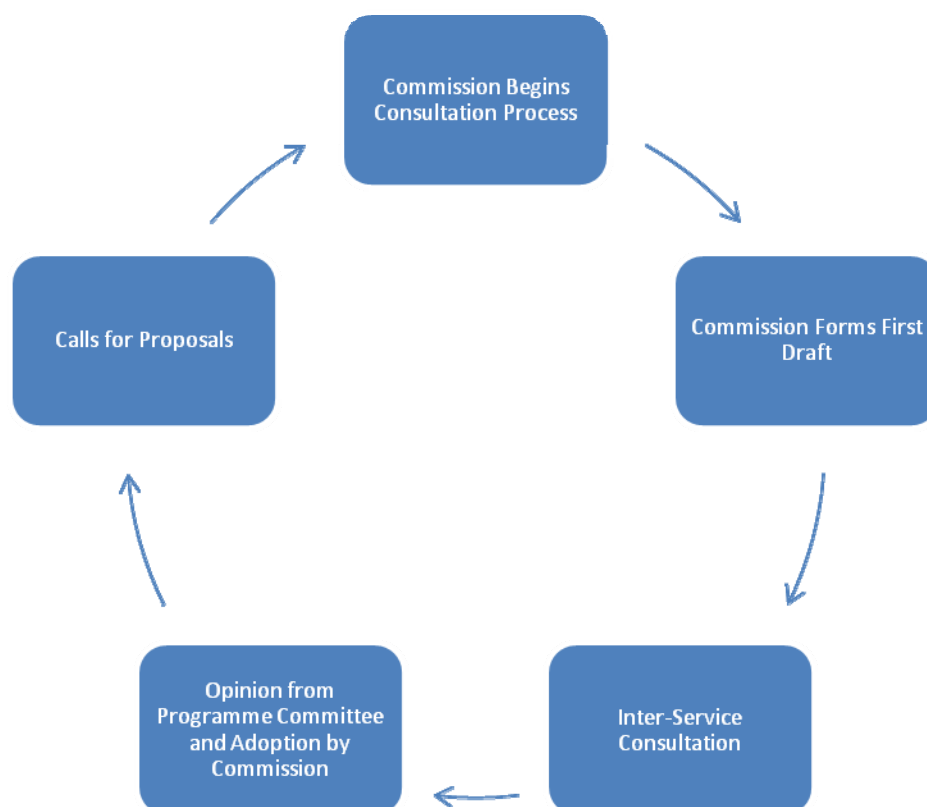 Commission Begins
Consultation Process
Commission Forms First
Draft
Inter-Service
Consultation
Opinion from
Programme Committee
and Adoption by
Commission
Calls for Proposals